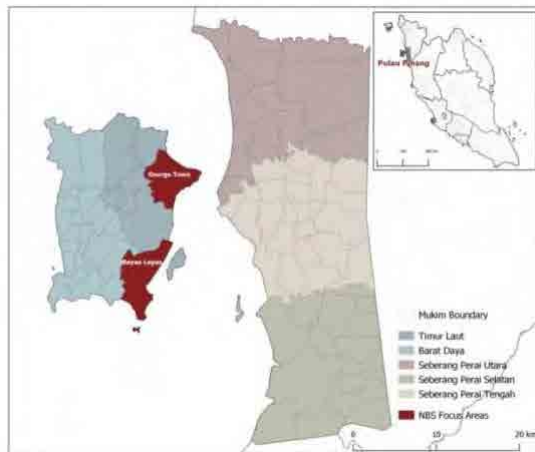 Pulau Pinang
George Town
Bayan Lepas
Mukim Boundary
Timur Laut
Barat Daya
Seberang Perai Utara
Seberang Perai Selatan
Seberang Perai Tengah
NBS Focus Areas
0 10 20 km